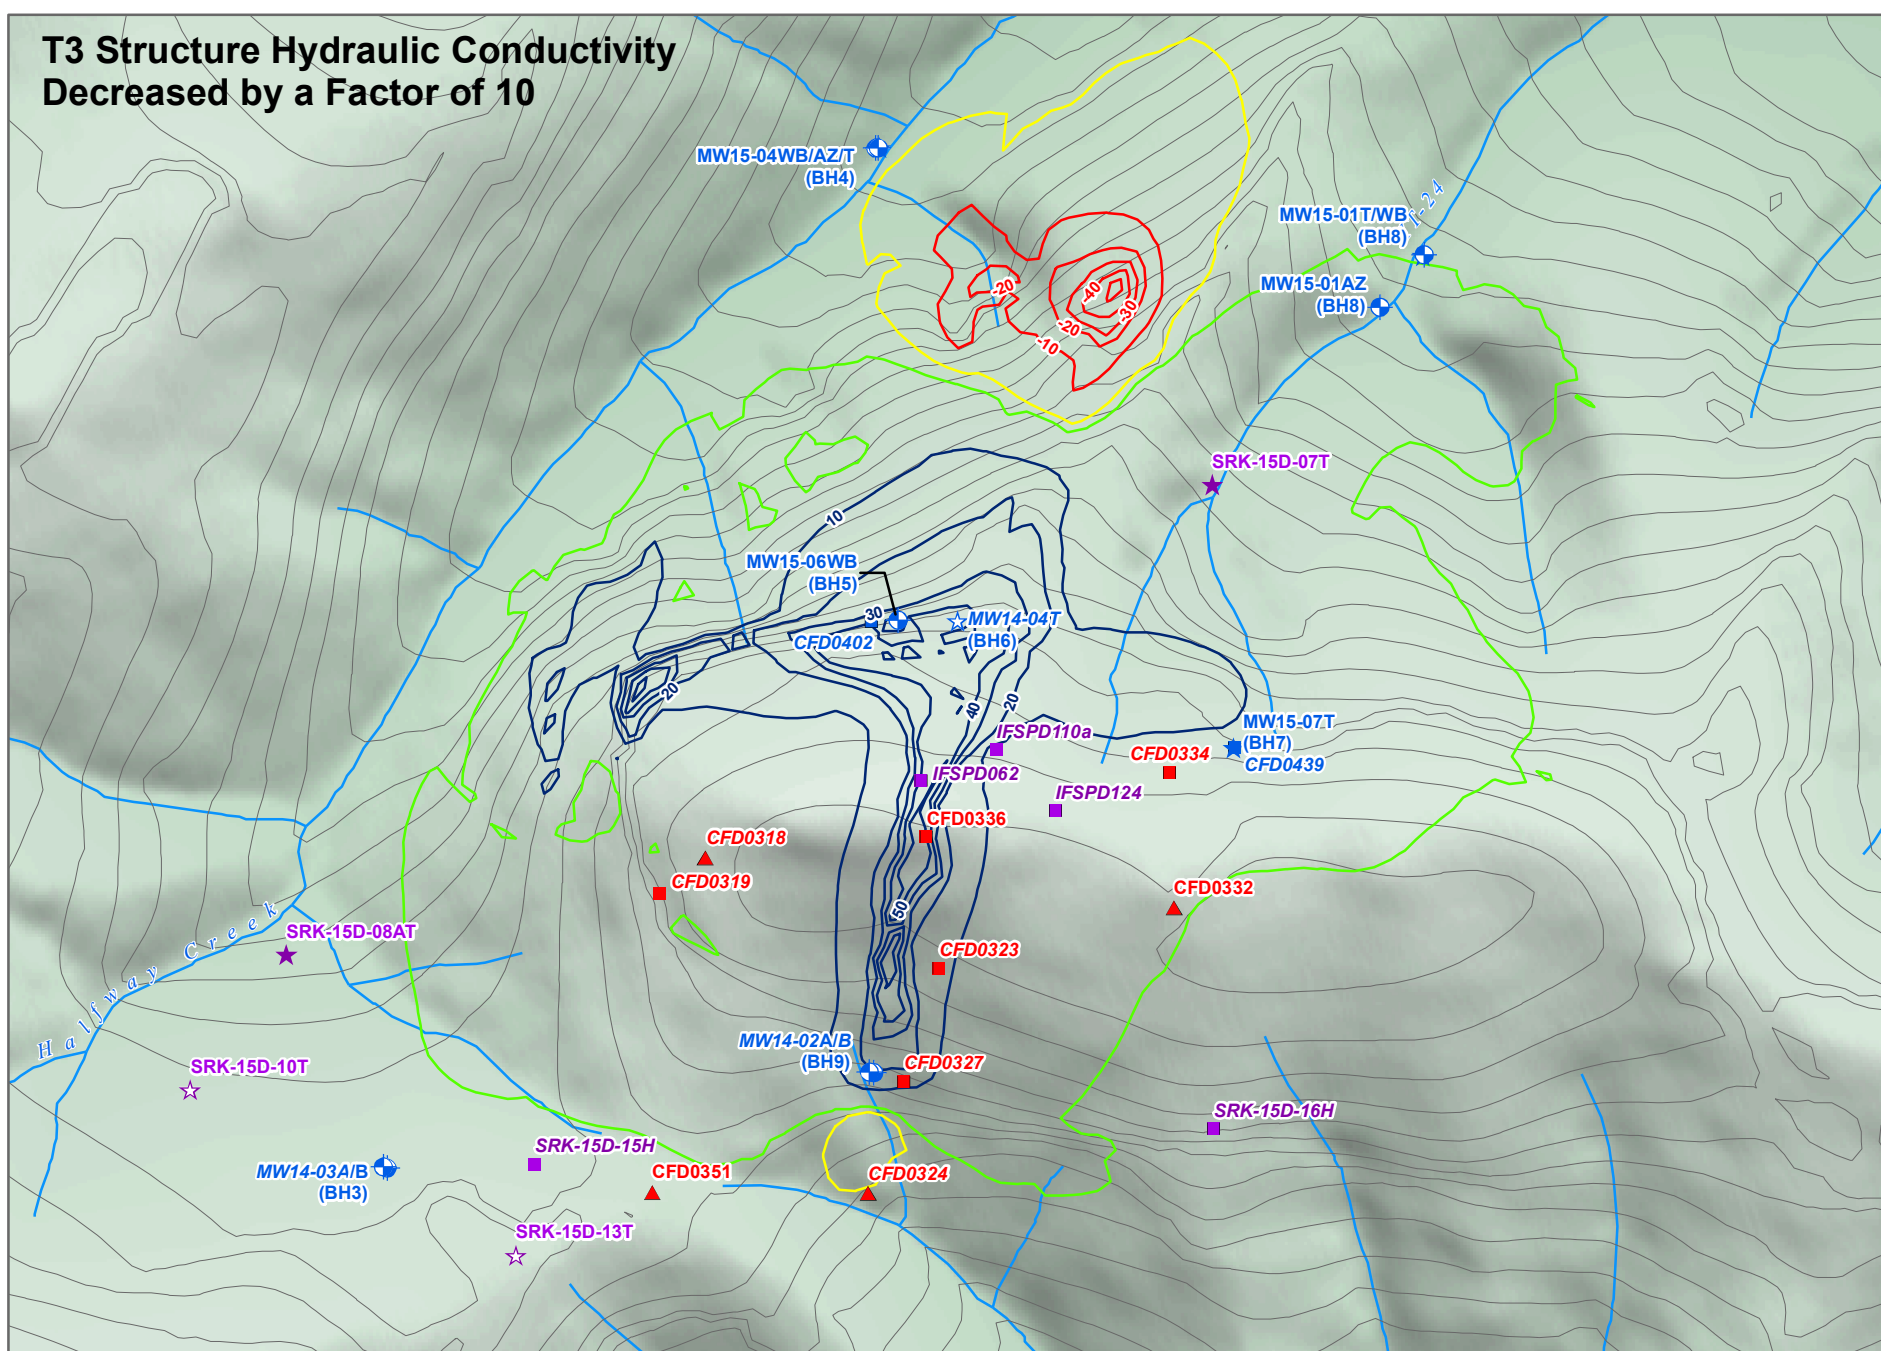 T3 Structure Hydraulic Conductivity
Decreased by a Factor of 10
MW15-04WB/AZ/T
(BH4)
f-24
MW15-01T/WB
(BH8)
MW15-01AZ
(BH8)
-20
-40
-30
-20
-10
SRK-15D-07T
10
MW15-06WB
(BH5)
30
MW14-04T
(BH6)
CFD0402
20
40
20
IFSPD110a
MW15-07T
(BH7)
CFD0439
CFD0334
IFSPD062
IFSPD124
CFD0336
CFD0318
CFD0319
CFD0332
50
SRK-15D-08AT
Halfway Creek
CFD0323
MW14-02A/B
(BH9)
CFD0327
SRK-15D-10T
SRK-15D-16H
SRK-15D-15H
MW14-03A/B
(BH3)
CFD0351
CFD0324
SRK-15D-13T